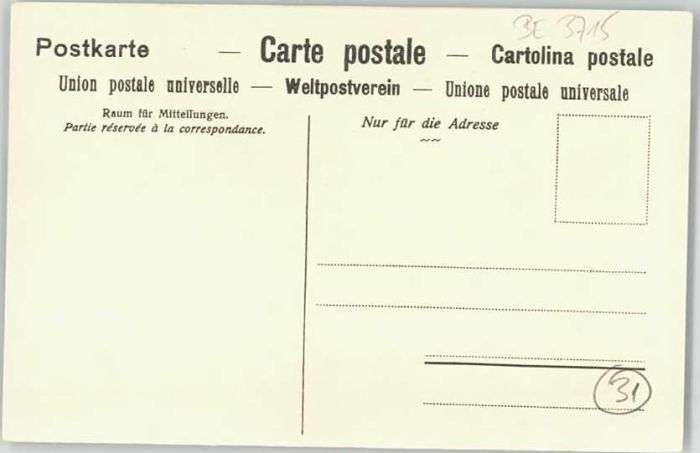 BE 3715
Postkarte — Carte postale — Cartolina postale
Union postale universelle — Weltpostverein — Unione postale universale
Raum für Mitteilungen.
Partie réservée à la correspondance.
Nur für die Adresse
31